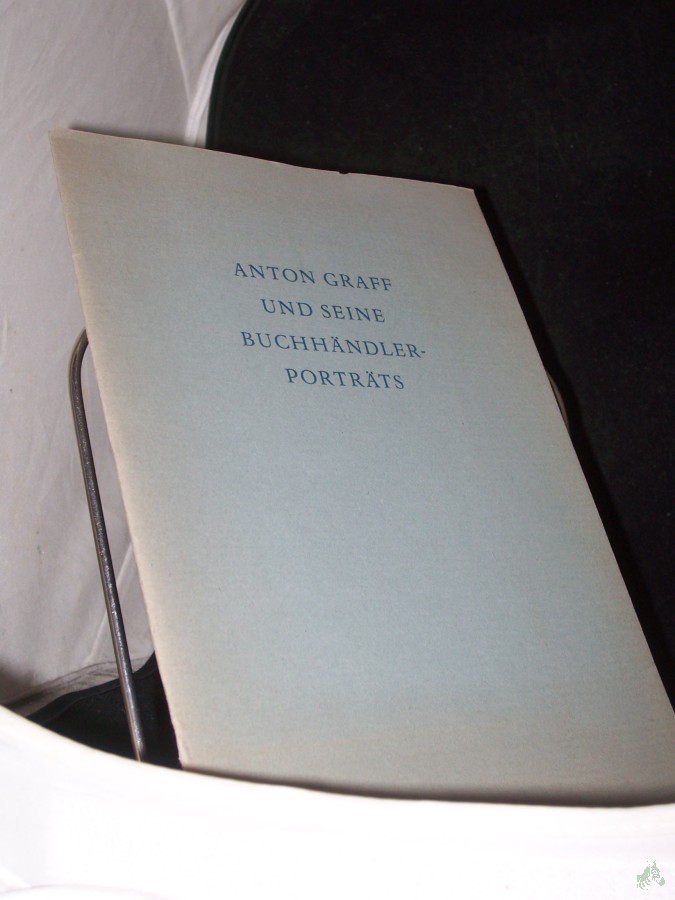 ANTON GRAFF
UND SEINE
BUCHHÄNDLER-
PORTRÄTS